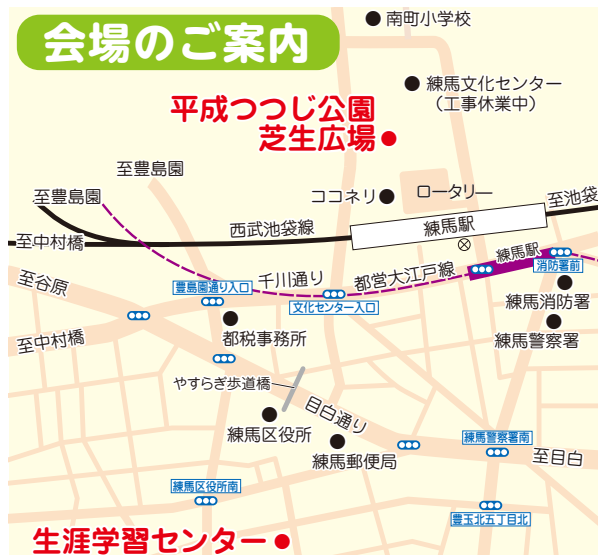 会場のご案内
南町小学校
練馬文化センター
（工事休業中）
平成つつじ公園
芝生広場
至豊島園
至豊島園
ココネリ
ロータリー
至池袋
西武池袋線
練馬駅
至中村橋
練馬駅
至谷原
千川通り
都営大江戸線
消防署前
豊島園通り入口
文化センター入口
練馬消防署
都税事務所
練馬警察署
至中村橋
やすらぎ歩道橋
目白通り
練馬区役所
練馬郵便局
練馬警察署南
至目白
練馬区役所南
豊玉北五丁目北
生涯学習センター